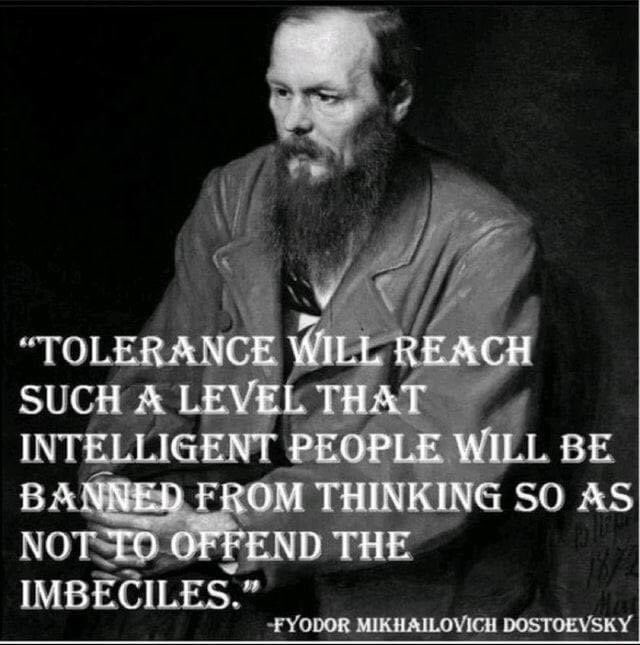 “TOLERANCE WILL REACH
SUCH A LEVEL THAT
INTELLIGENT PEOPLE WILL BE
BANNED FROM THINKING SO AS
NOT TO OFFEND THE
IMBECILES.”
-FYODOR MIKHAILOVICH DOSTOEVSKY